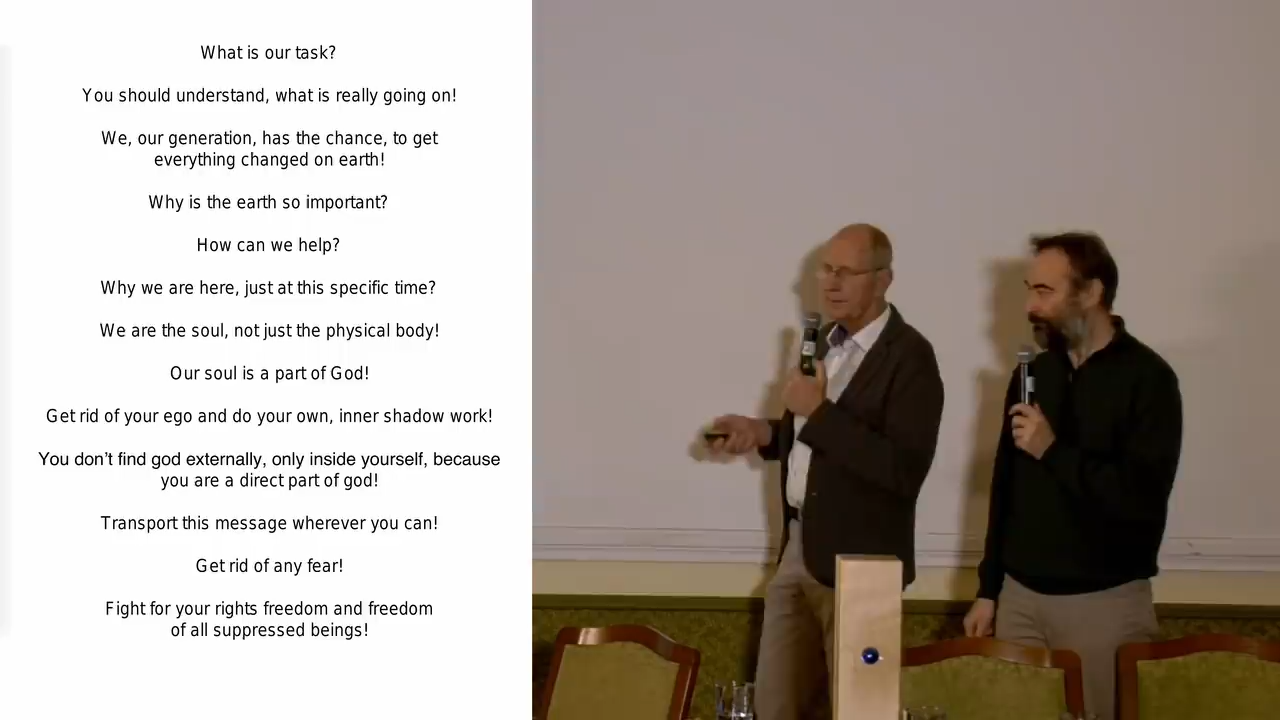 What is our task?
You should understand, what is really going on!
We, our generation, has the chance, to get
everything changed on earth!
Why is the earth so important?
How can we help?
Why we are here, just at this specific time?
We are the soul, not just the physical body!
Our soul is a part of God!
Get rid of your ego and do your own, inner shadow work!
You don’t find god externally, only inside yourself, because
you are a direct part of god!
Transport this message wherever you can!
Get rid of any fear!
Fight for your rights freedom and freedom
of all suppressed beings!